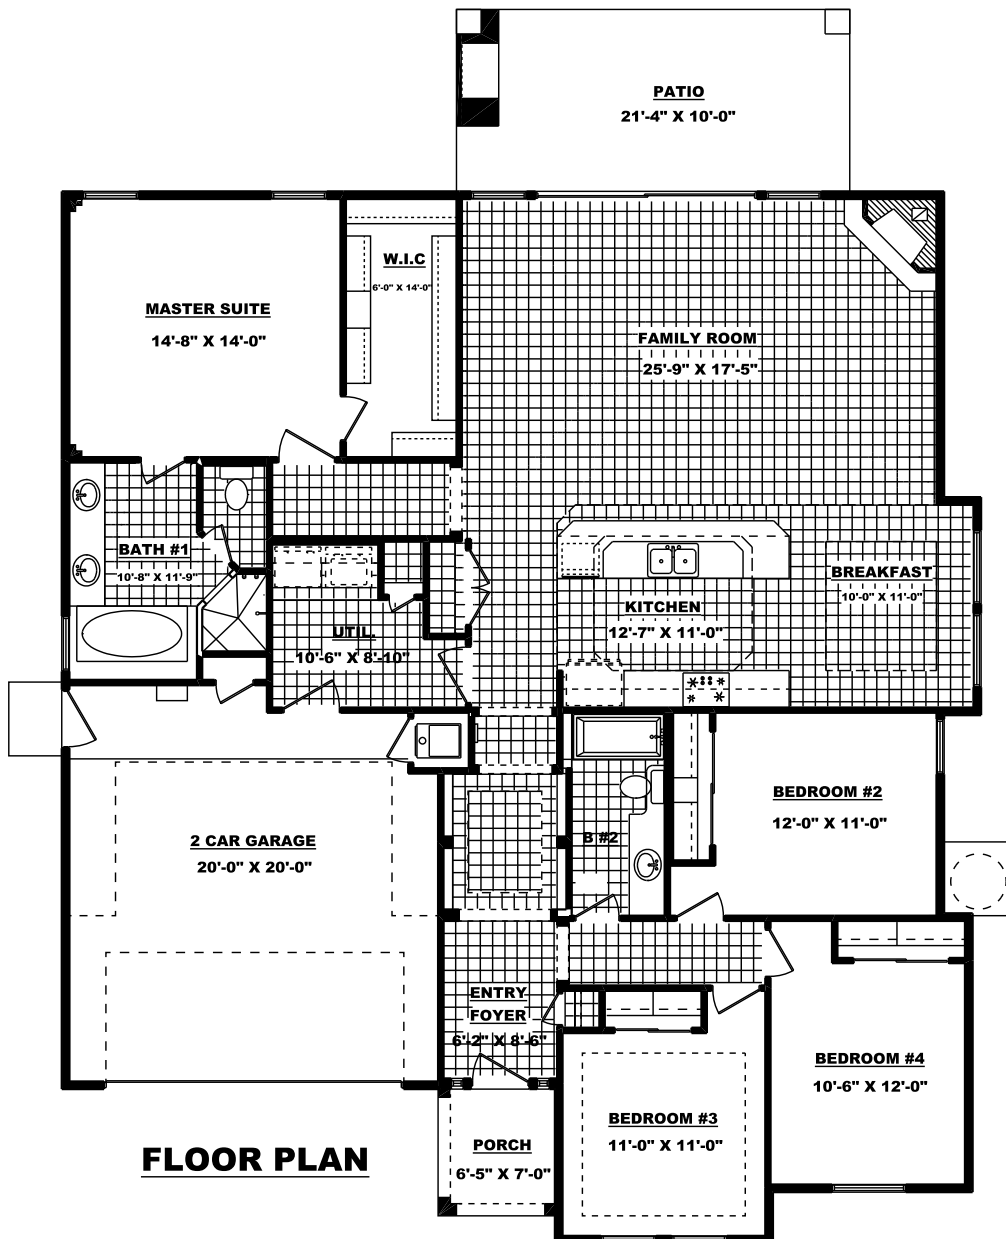 PATIO
21'-4" X 10'-0"
W.I.C
6'-0" X 14'-0"
MASTER SUITE
14'-8" X 14'-0"
FAMILY ROOM
25'-9" X 17'-5"
BATH #1
10'-8" X 11'-9"
BREAKFAST
10'-0" X 11'-0"
KITCHEN
12'-7" X 11'-0"
UTIL.
10'-6" X 8'-10"
BEDROOM #2
12'-0" X 11'-0"
2 CAR GARAGE
20'-0" X 20'-0"
B #2
ENTRY
FOYER
6'-2" X 8'-6"
BEDROOM #4
10'-6" X 12'-0"
BEDROOM #3
11'-0" X 11'-0"
PORCH
6'-5" X 7'-0"
FLOOR PLAN